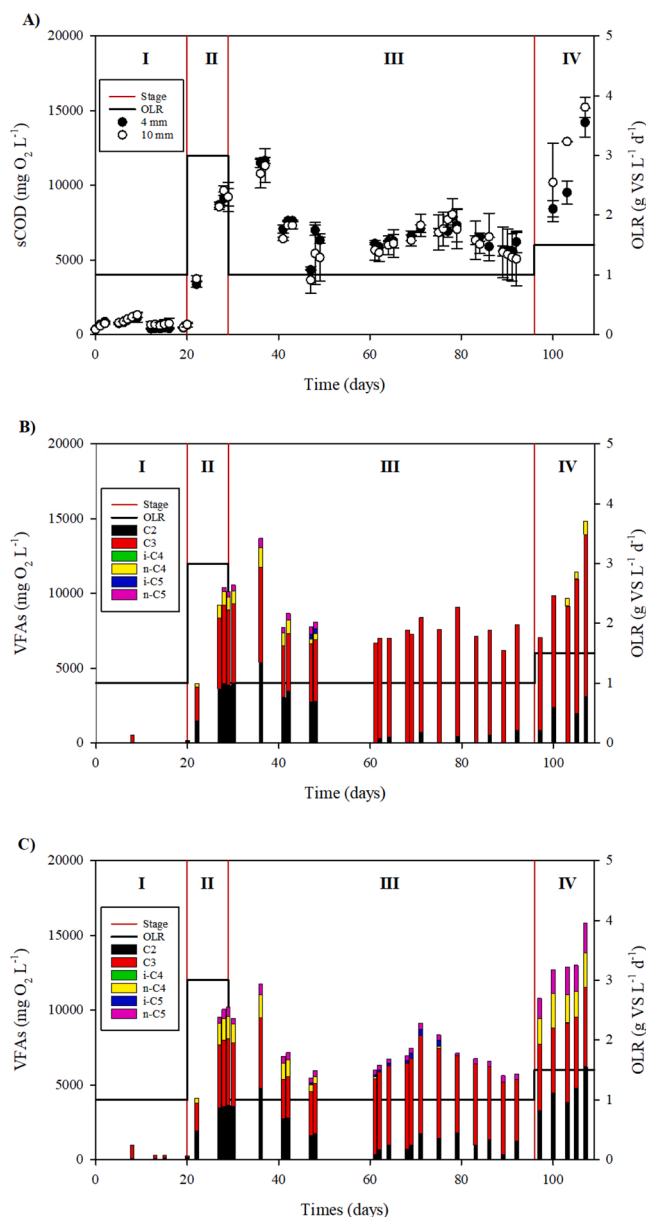 A)
20000
15000
10000
5000
0
sCOD (mg O2 L-1)
I
II
III
IV
Stage
OLR
4 mm
10 mm
5
4
3
2
1
0
OLR (g VS L-1 d-1)
0 20 40 60 80 100
Time (days)
B)
20000
15000
10000
5000
0
VFAs (mg O2 L-1)
I
II
III
IV
Stage
OLR
C2
C3
i-C4
n-C4
i-C5
n-C5
5
4
3
2
1
0
OLR (g VS L-1 d-1)
0 20 40 60 80 100
Time (days)
C)
20000
15000
10000
5000
0
VFAs (mg O2 L-1)
I
II
III
IV
Stage
OLR
C2
C3
i-C4
n-C4
i-C5
n-C5
5
4
3
2
1
0
OLR (g VS L-1 d-1)
0 20 40 60 80 100
Times (days)